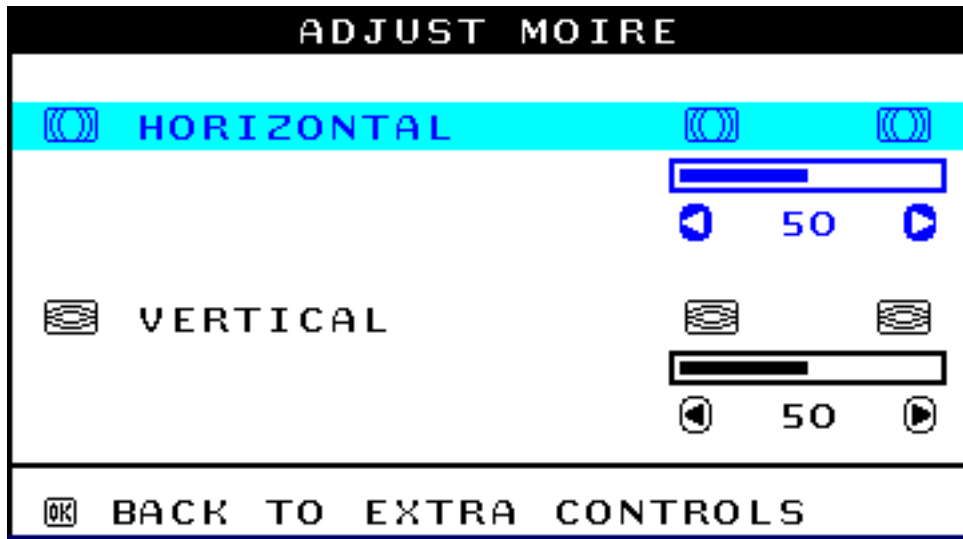 ADJUST MOIRE
HORIZONTAL
50
VERTICAL
50
OK BACK TO EXTRA CONTROLS